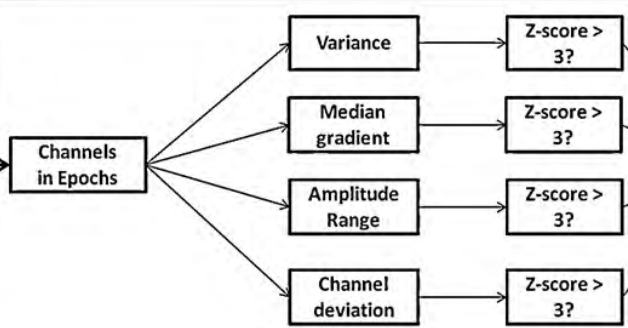 Variance
Z-score >
3?
Median
gradient
Z-score >
3?
Channels
in Epochs
Amplitude
Range
Z-score >
3?
Channel
deviation
Z-score >
3?